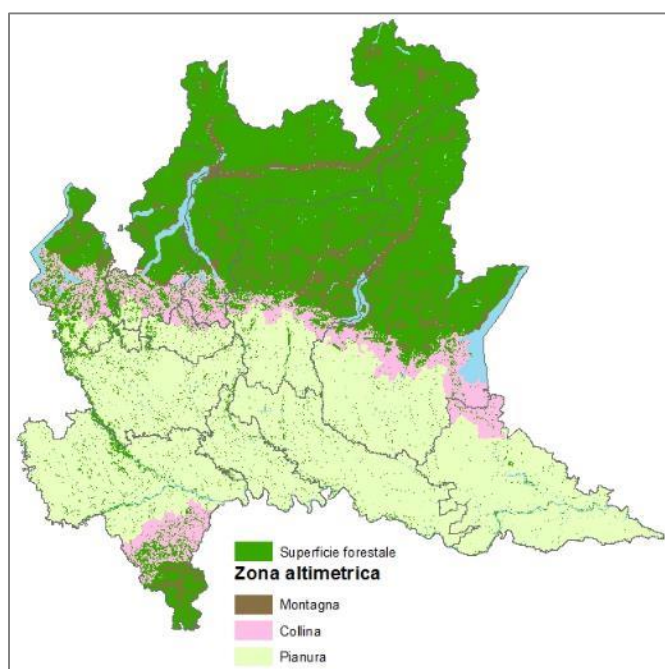 Superficie forestale
Zona altimetrica
Montagna
Collina
Pianura